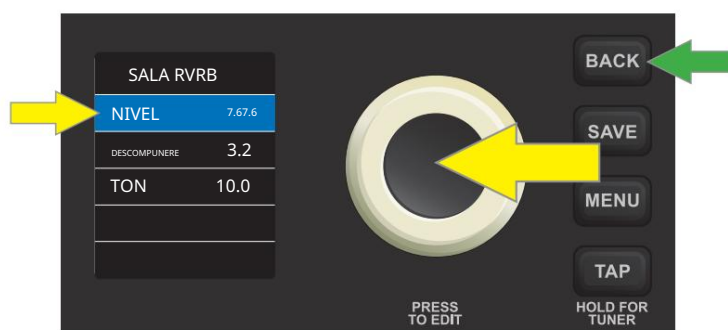 SALA RVRB
NIVEL 7.67.6
DESCOMPUNERE 3.2
TON 10.0
BACK
SAVE
MENU
TAP
PRESS
TO EDIT
HOLD FOR
TUNER